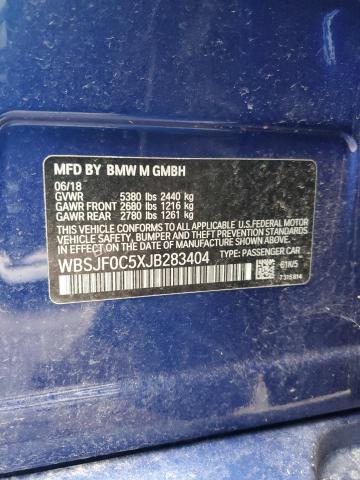 MFD BY BMW M GMBH
06/18
GVWR 5380 lbs 2440 kg
GAWR FRONT 2680 lbs 1216 kg
GAWR REAR 2780 lbs 1261 kg
THIS VEHICLE CONFORMS TO ALL APPLICABLE U.S.FEDERAL MOTOR
VEHICLE SAFETY, BUMPER, AND THEFT PREVENTION
STANDARDS IN EFFECT ON THE DATE OF MANUFACTURE SHOWN ABOVE.
WBSJF0C5XJB283404 TYPE: PASSENGER CAR
7315814